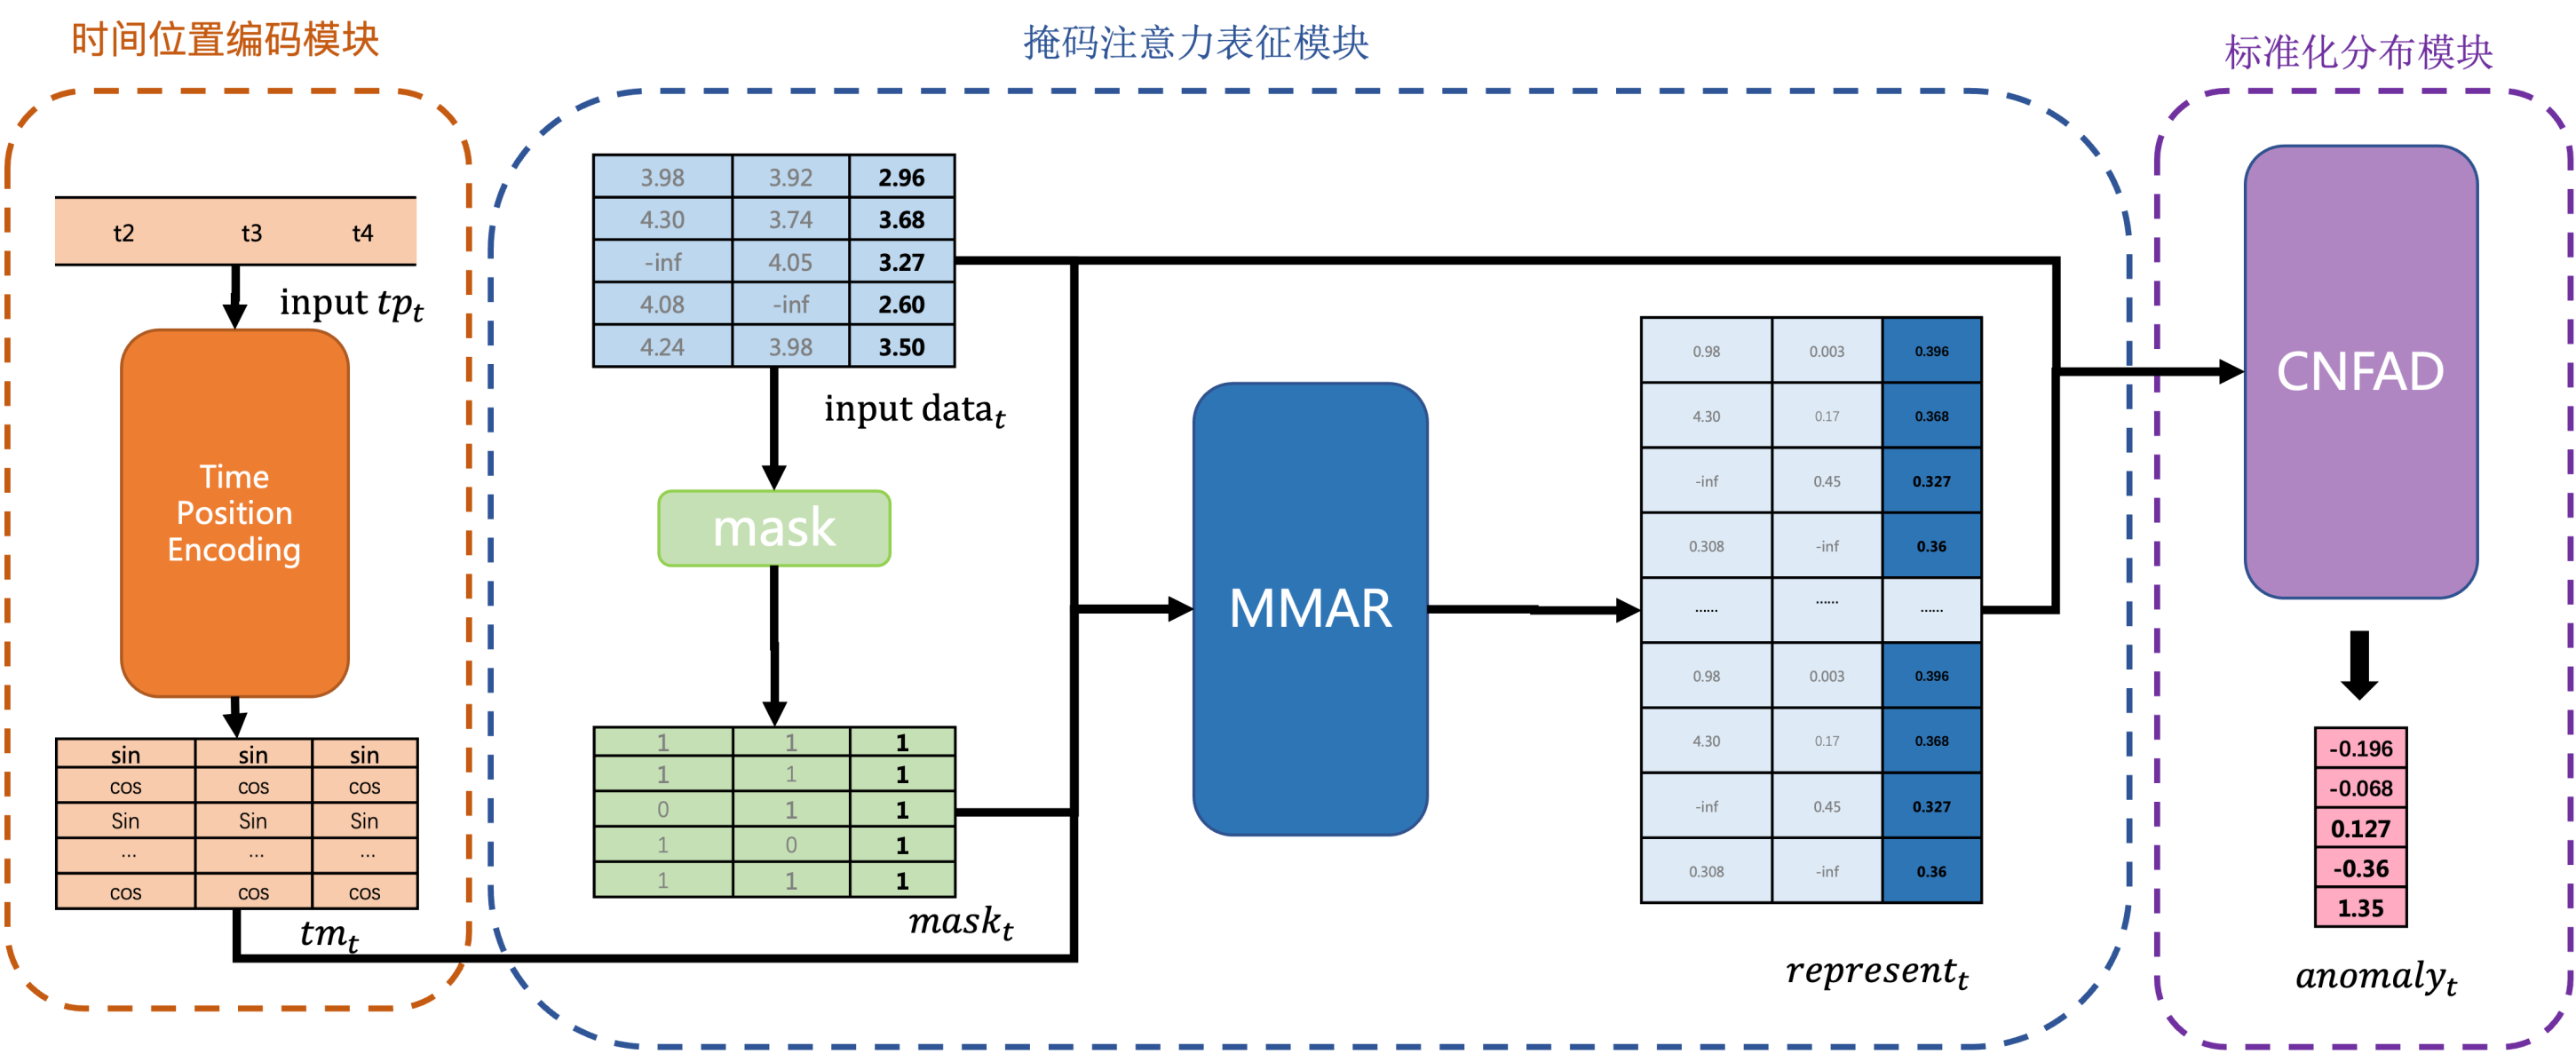 时间位置编码模块
t2 t3 t4
input tpₜ
Time
Position
Encoding
sin sin sin
cos cos cos
Sin Sin Sin
... ... ...
cos cos cos
tmₜ
掩码注意力表征模块
3.98 3.92 2.96
4.30 3.74 3.68
-inf 4.05 3.27
4.08 -inf 2.60
4.24 3.98 3.50
input dataₜ
mask
1 1 1
1 1 1
0 1 1
1 0 1
1 1 1
maskₜ
MMAR
0.98 0.003 0.396
4.30 0.17 0.368
-inf 0.45 0.327
0.308 -inf 0.36
...... ...... ......
0.98 0.003 0.396
4.30 0.17 0.368
-inf 0.45 0.327
0.308 -inf 0.36
representₜ
标准化分布模块
CNFAD
-0.196
-0.068
0.127
-0.36
1.35
anomalyₜ